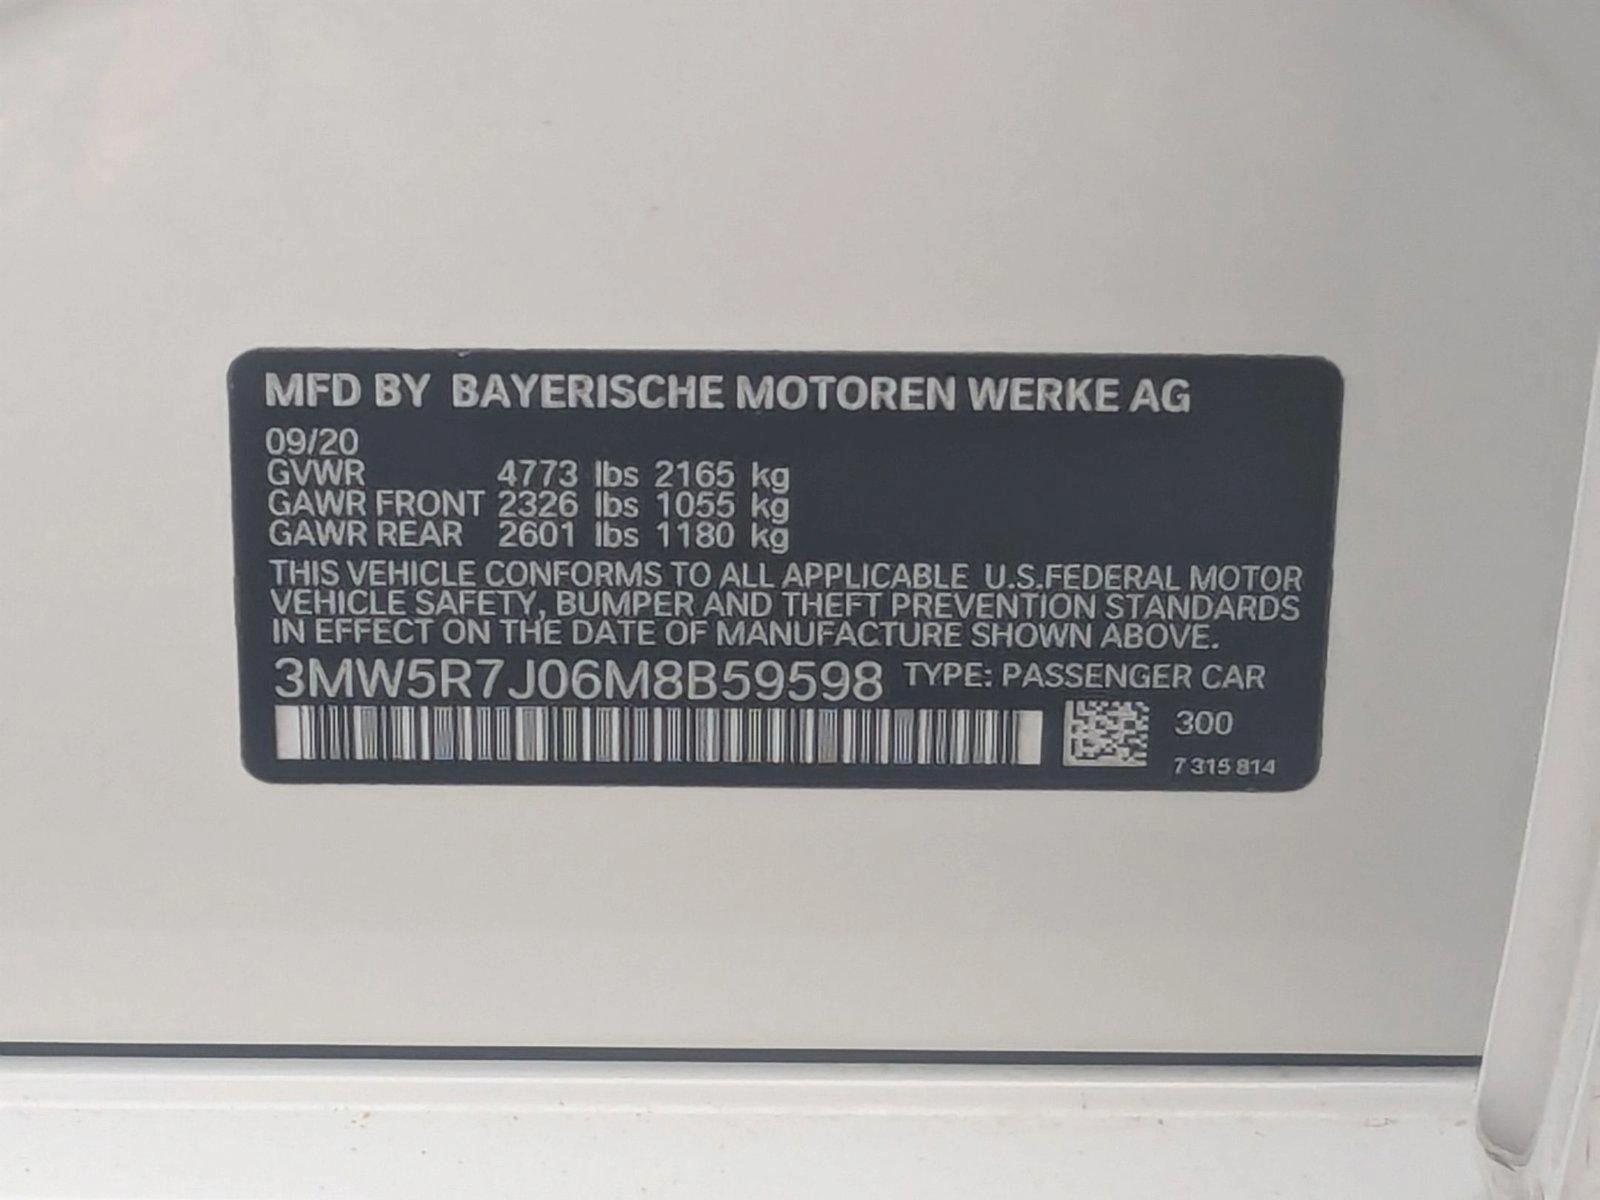 MFD BY BAYERISCHE MOTOREN WERKE AG
09/20
GVWR 4773 lbs 2165 kg
GAWR FRONT 2326 lbs 1055 kg
GAWR REAR 2601 lbs 1180 kg
THIS VEHICLE CONFORMS TO ALL APPLICABLE U.S.FEDERAL MOTOR
VEHICLE SAFETY, BUMPER AND THEFT PREVENTION STANDARDS
IN EFFECT ON THE DATE OF MANUFACTURE SHOWN ABOVE.
3MW5R7J06M8B59598 TYPE: PASSENGER CAR
300
7 315 814